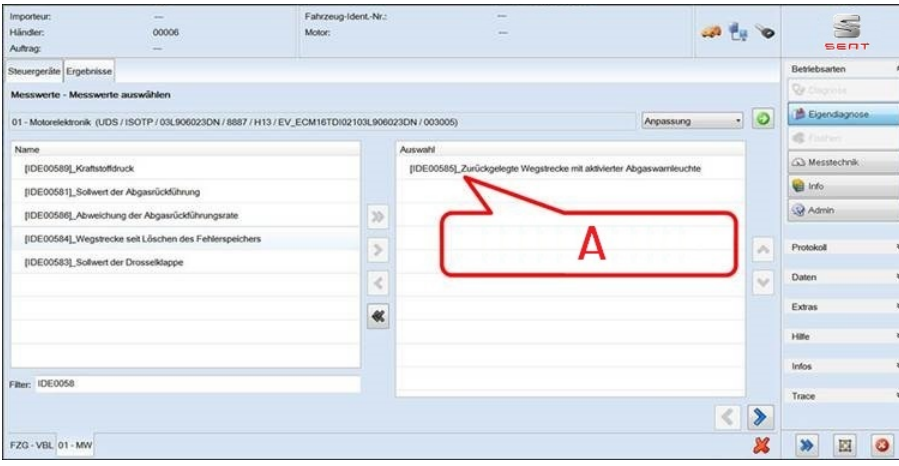 Importeur: --- Fahrzeug-Ident.-Nr.: ---
Händler: 00006 Motor: ---
Auftrag: ---
SEAT
Steuergeräte Ergebnisse
Messwerte - Messwerte auswählen
01 - Motorelektronik (UDS / ISOTP / 03L906023DN / 8887 / H13 / EV_ECM16TDI02103L906023DN / 003005) Anpassung
Name
[IDE00589]_Kraftstoffdruck
[IDE00581]_Sollwert der Abgasrückführung
[IDE00586]_Abweichung der Abgasrückführungsrate
[IDE00584]_Wegstrecke seit Löschen des Fehlerspeichers
[IDE00583]_Sollwert der Drosselklappe
Filter: IDE0058
Auswahl
[IDE00585]_Zurückgelegte Wegstrecke mit aktivierter Abgaswarnleuchte
A
Betriebsarten
Diagnose
Eigendiagnose
Flashen
Messtechnik
Info
Admin
Protokoll
Daten
Extras
Hilfe
Infos
Trace
FZG - VBL 01 - MW